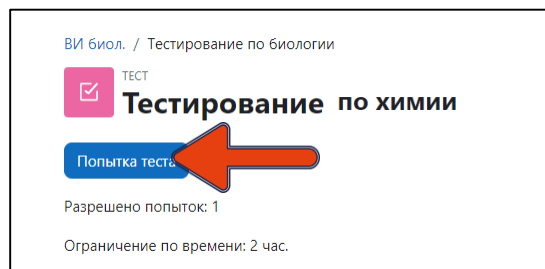 ВИ биол. / Тестирование по биологии
ТЕСТ
Тестирование по химии
Попытка теста
Разрешено попыток: 1
Ограничение по времени: 2 час.